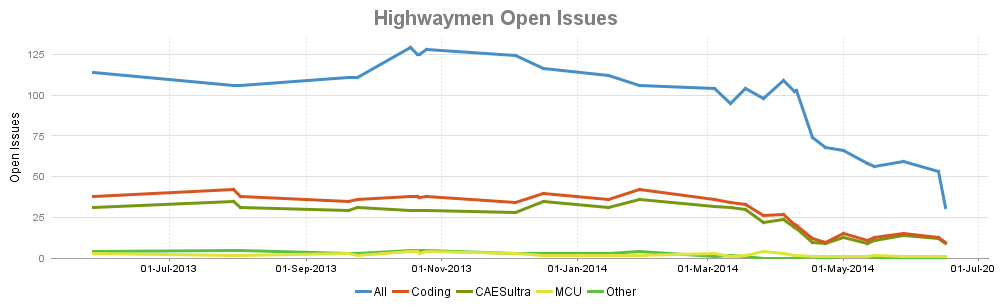 Highwaymen Open Issues
Open Issues
125
100
75
50
25
0
01-Jul-2013 01-Sep-2013 01-Nov-2013 01-Jan-2014 01-Mar-2014 01-May-2014 01-Jul-20
All Coding CAESultra MCU Other